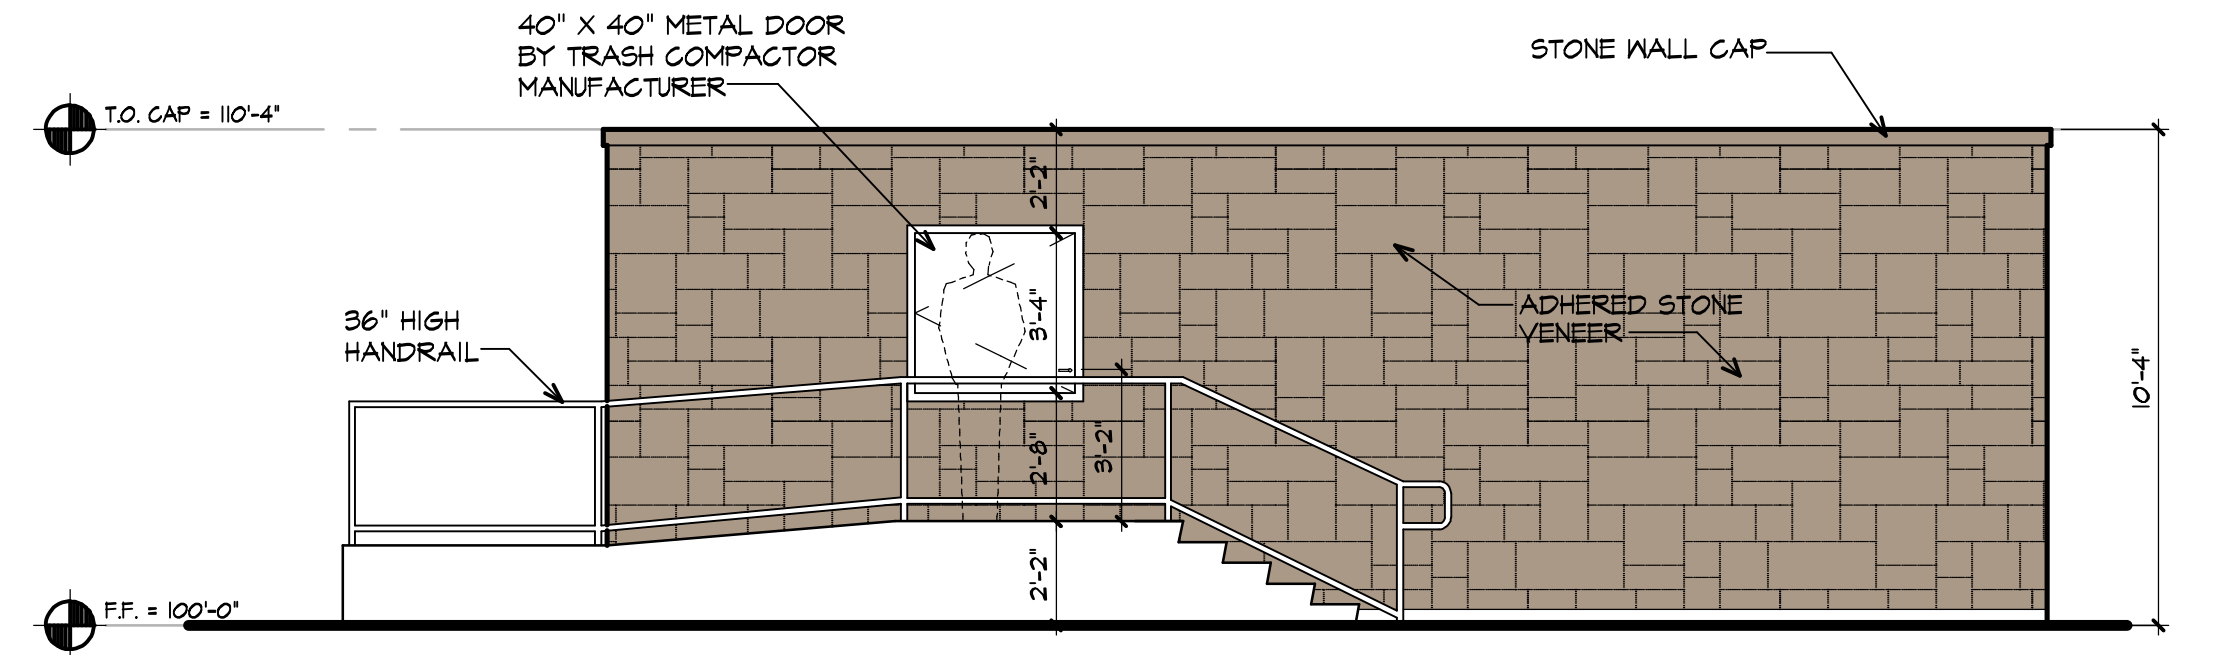 40" X 40" METAL DOOR
BY TRASH COMPACTOR
MANUFACTURER
STONE WALL CAP
T.O. CAP = 110'-4"
2'-2"
3'-4"
36" HIGH
HANDRAIL
ADHERED STONE
VENEER
10'-4"
2'-8"
3'-2"
2'-2"
F.F. = 100'-0"